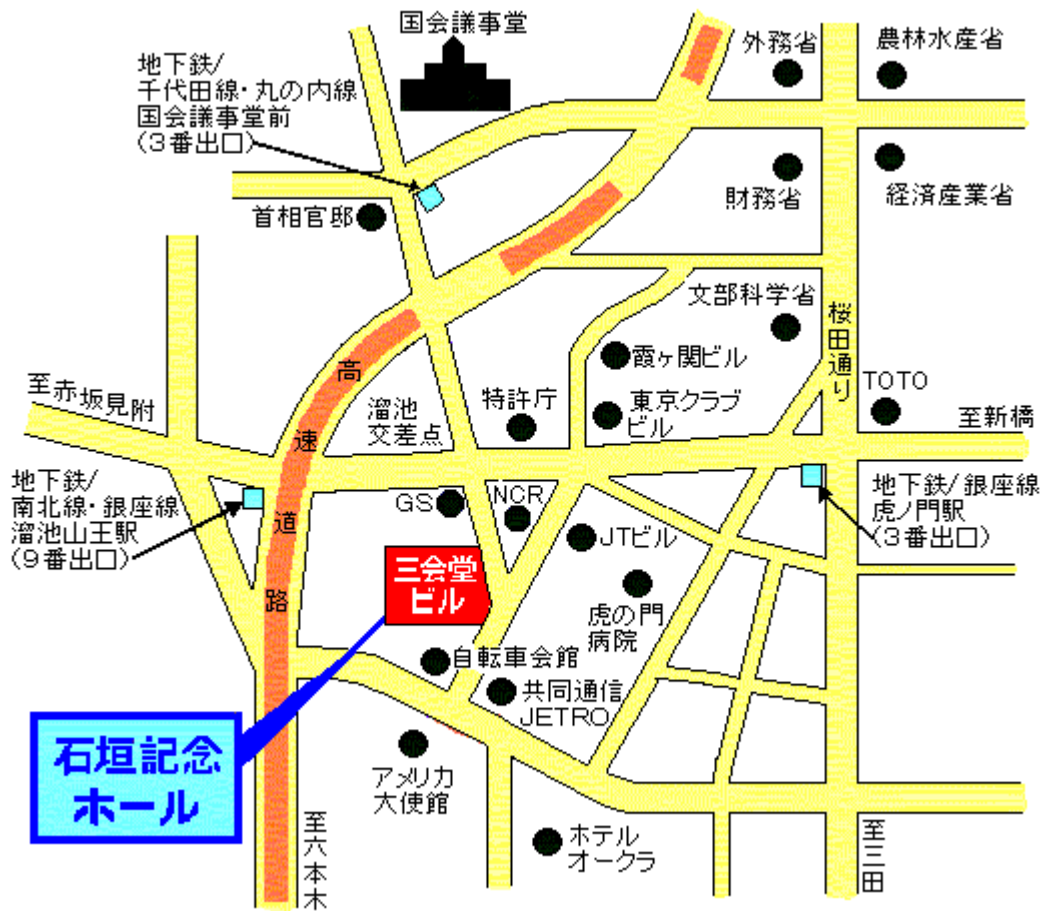 国会議事堂
外務省
農林水産省
地下鉄/
千代田線・丸の内線
国会議事堂前
(3番出口)
財務省
経済産業省
首相官邸
文部科学省
桜田通り
霞ヶ関ビル
高速道路
至赤坂見附
溜池
交差点
特許庁
東京クラブ
ビル
TOTO
至新橋
地下鉄/
南北線・銀座線
溜池山王駅
(9番出口)
GS
NCR
JTビル
地下鉄/銀座線
虎ノ門駅
(3番出口)
三会堂
ビル
虎の門
病院
自転車会館
共同通信
JETRO
石垣記念
ホール
アメリカ
大使館
ホテル
オークラ
至六本木
至三田